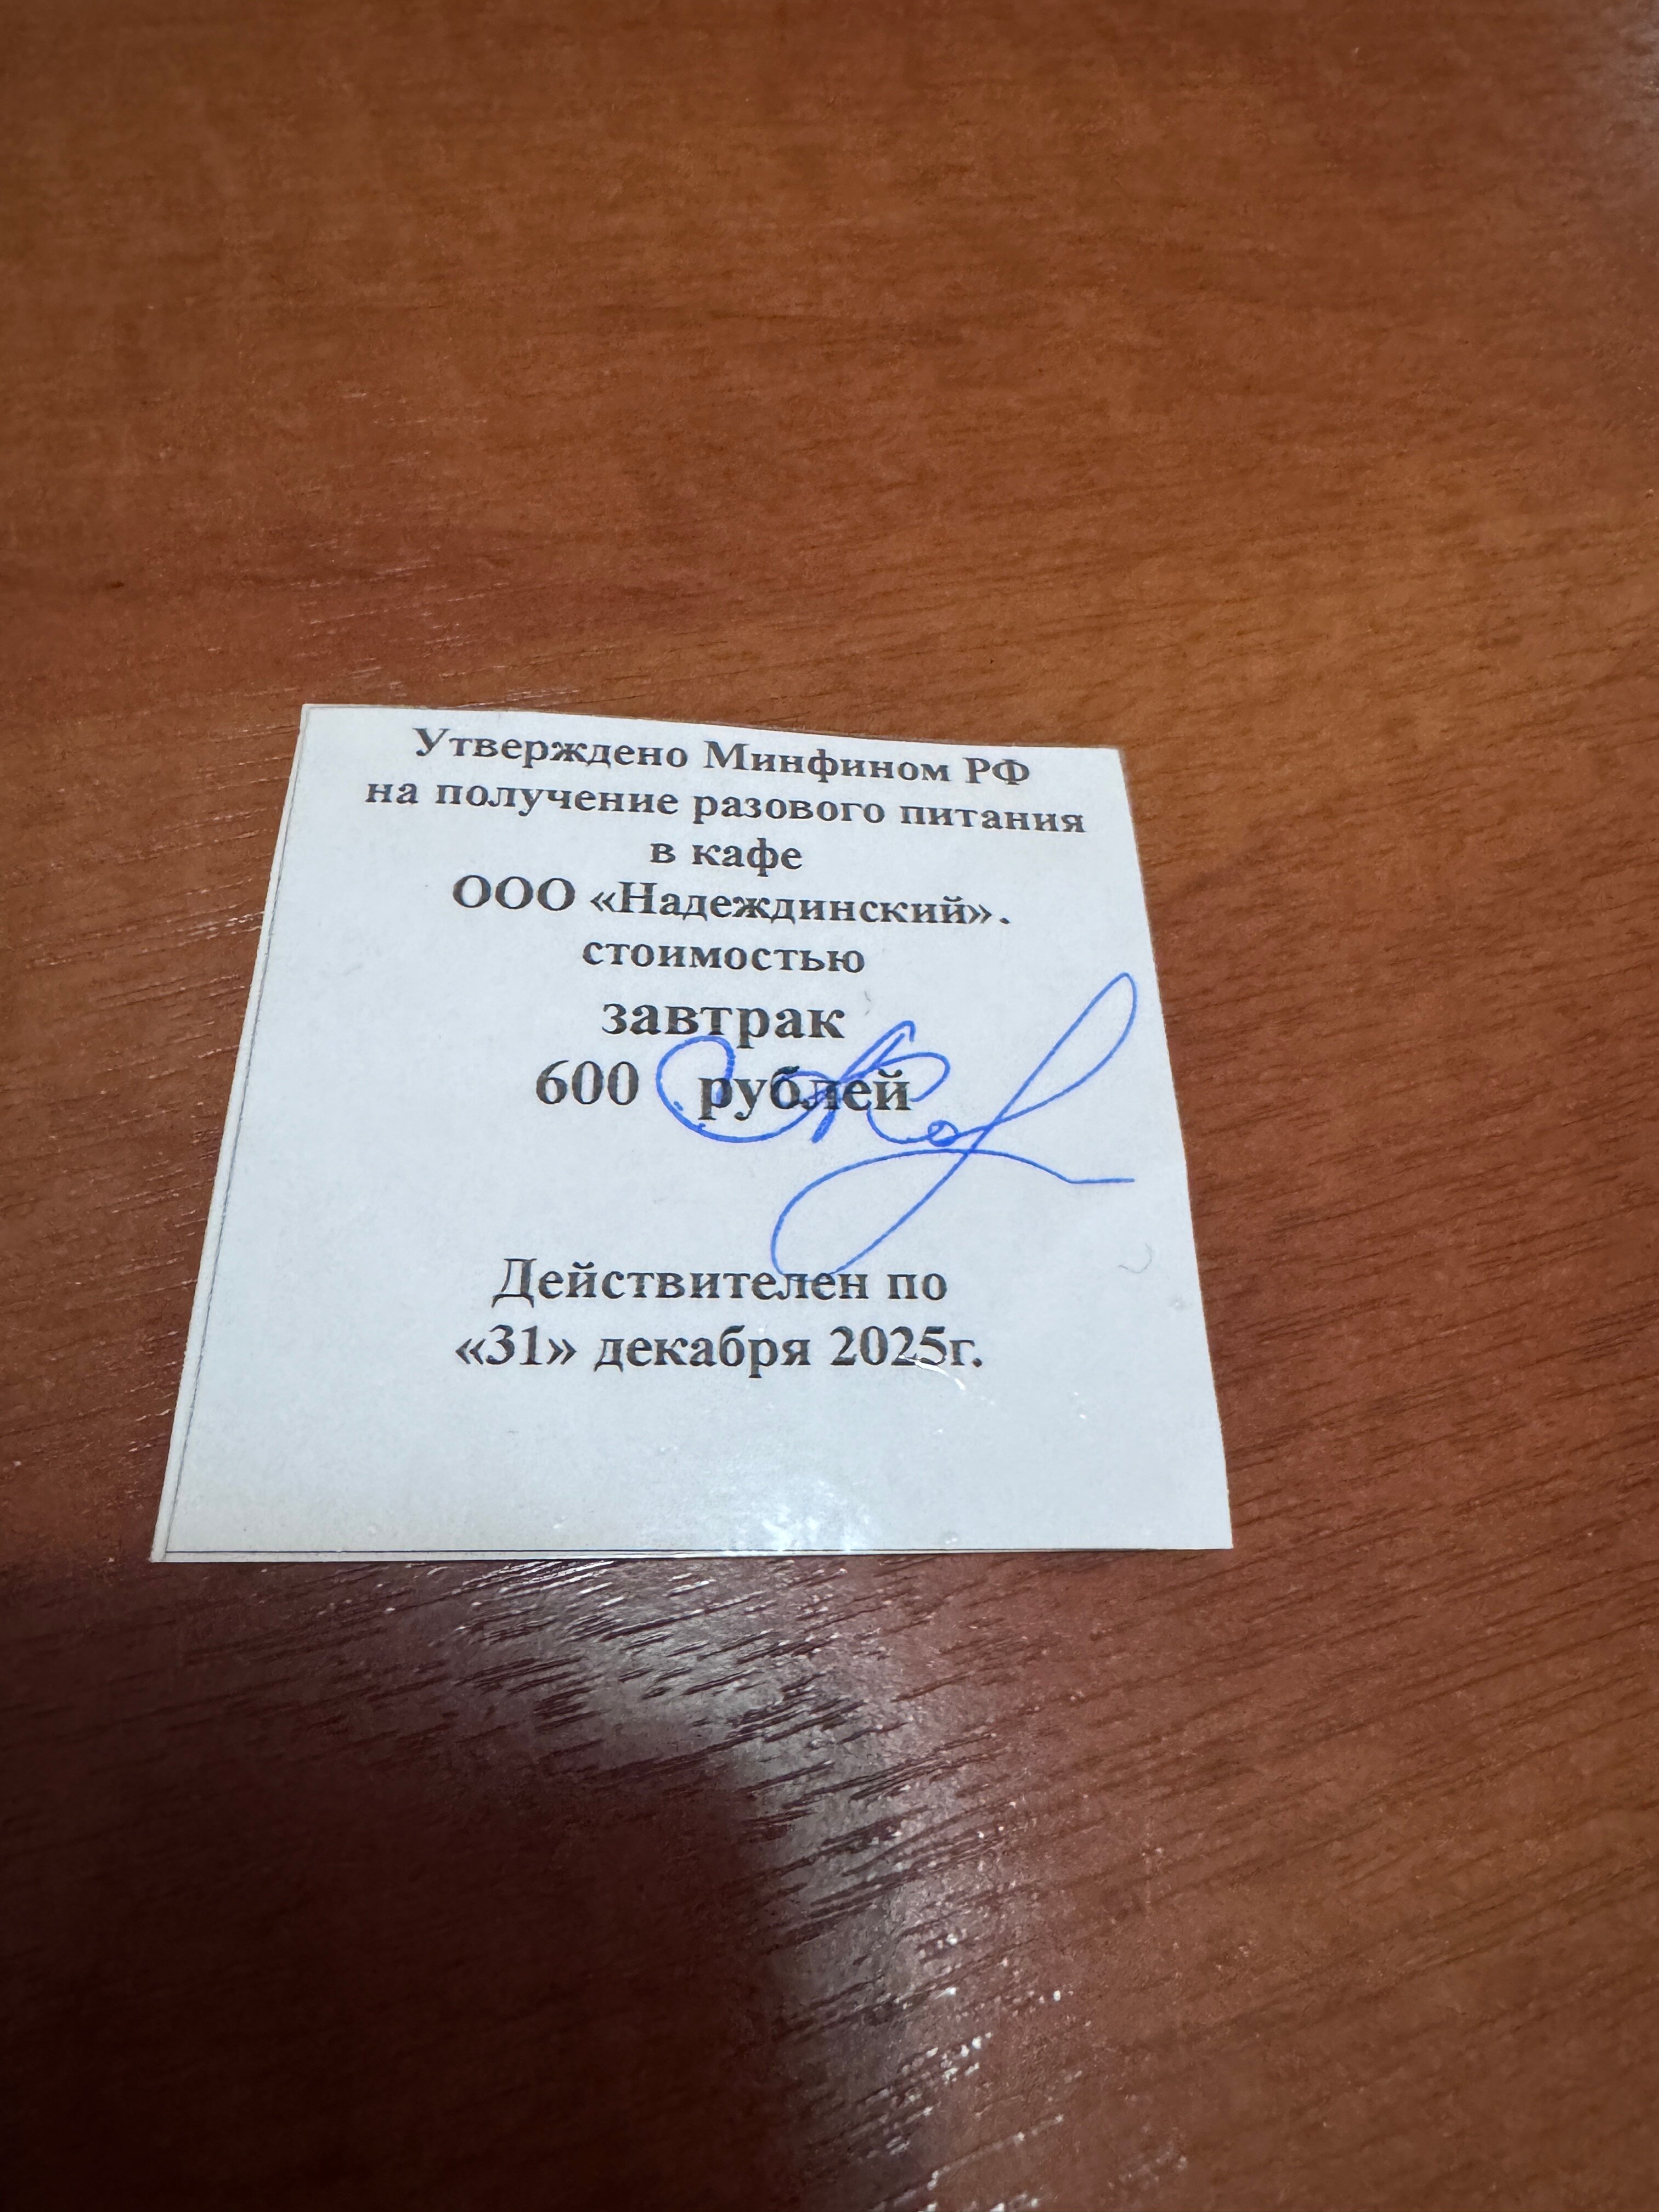 Утверждено Минфином РФ
на получение разового питания
в кафе
ООО «Надеждинский».
стоимостью
завтрак
600 рублей
Действителен по
«31» декабря 2025г.